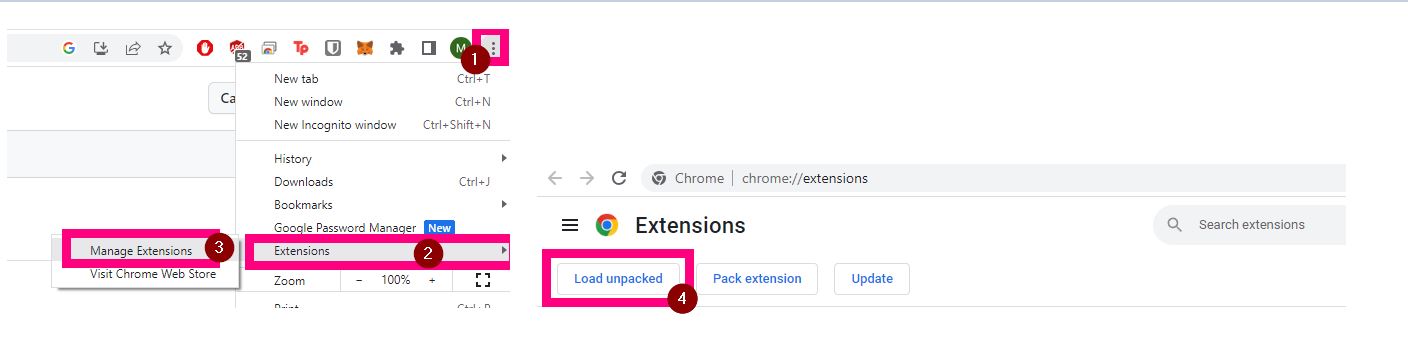 52
M
1
New tab Ctrl+T
Ca
New window Ctrl+N
New Incognito window Ctrl+Shift+N
History
Downloads Ctrl+J
Bookmarks
Google Password Manager New
Manage Extensions 3
Extensions 2
Visit Chrome Web Store
Zoom − 100% +
Print Ctrl+P
Chrome | chrome://extensions
Extensions
Search extensions
Load unpacked
Pack extension
Update
4